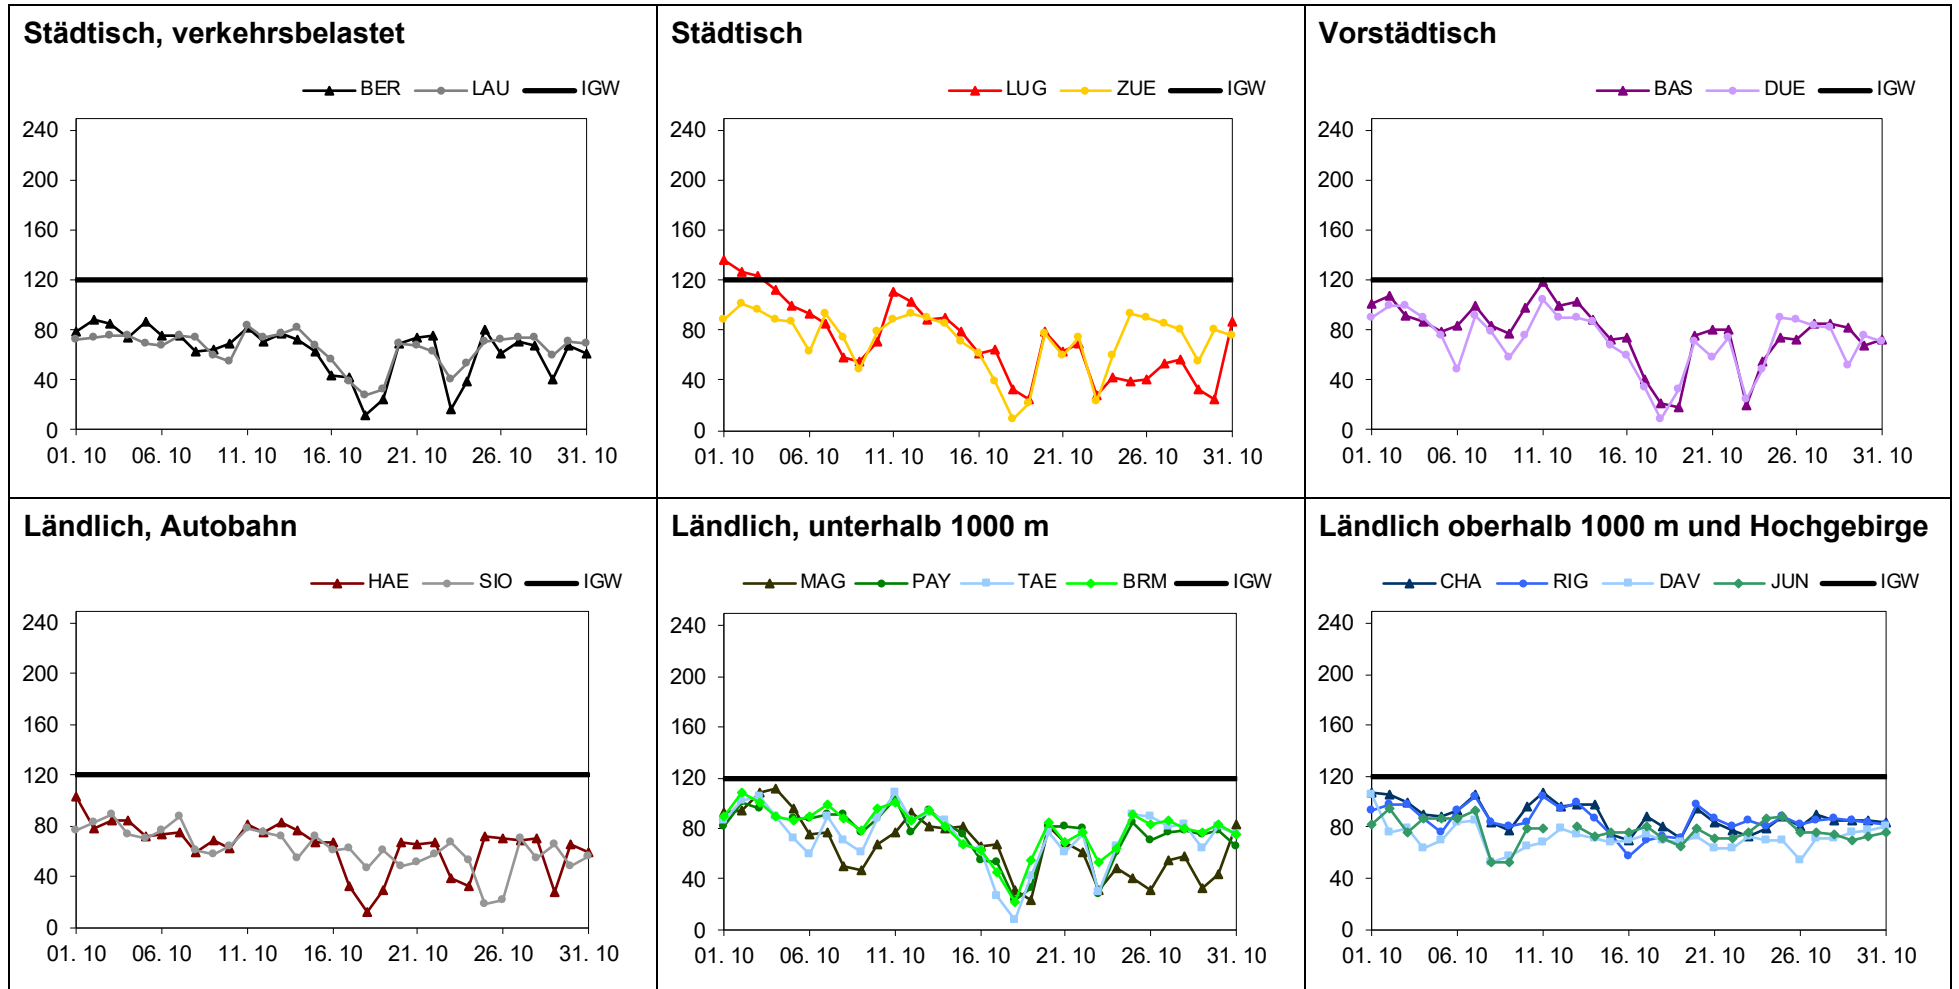 Städtisch, verkehrsbelastet
BER LAU IGW
240
200
160
120
80
40
0
01. 10 06. 10 11. 10 16. 10 21. 10 26. 10 31. 10
Städtisch
LUG ZUE IGW
240
200
160
120
80
40
0
01. 10 06. 10 11. 10 16. 10 21. 10 26. 10 31. 10
Vorstädtisch
BAS DUE IGW
240
200
160
120
80
40
0
01. 10 06. 10 11. 10 16. 10 21. 10 26. 10 31. 10
Ländlich, Autobahn
HAE SIO IGW
240
200
160
120
80
40
0
01. 10 06. 10 11. 10 16. 10 21. 10 26. 10 31. 10
Ländlich, unterhalb 1000 m
MAG PAY TAE BRM IGW
240
200
160
120
80
40
0
01. 10 06. 10 11. 10 16. 10 21. 10 26. 10 31. 10
Ländlich oberhalb 1000 m und Hochgebirge
CHA RIG DAV JUN IGW
240
200
160
120
80
40
0
01. 10 06. 10 11. 10 16. 10 21. 10 26. 10 31. 10